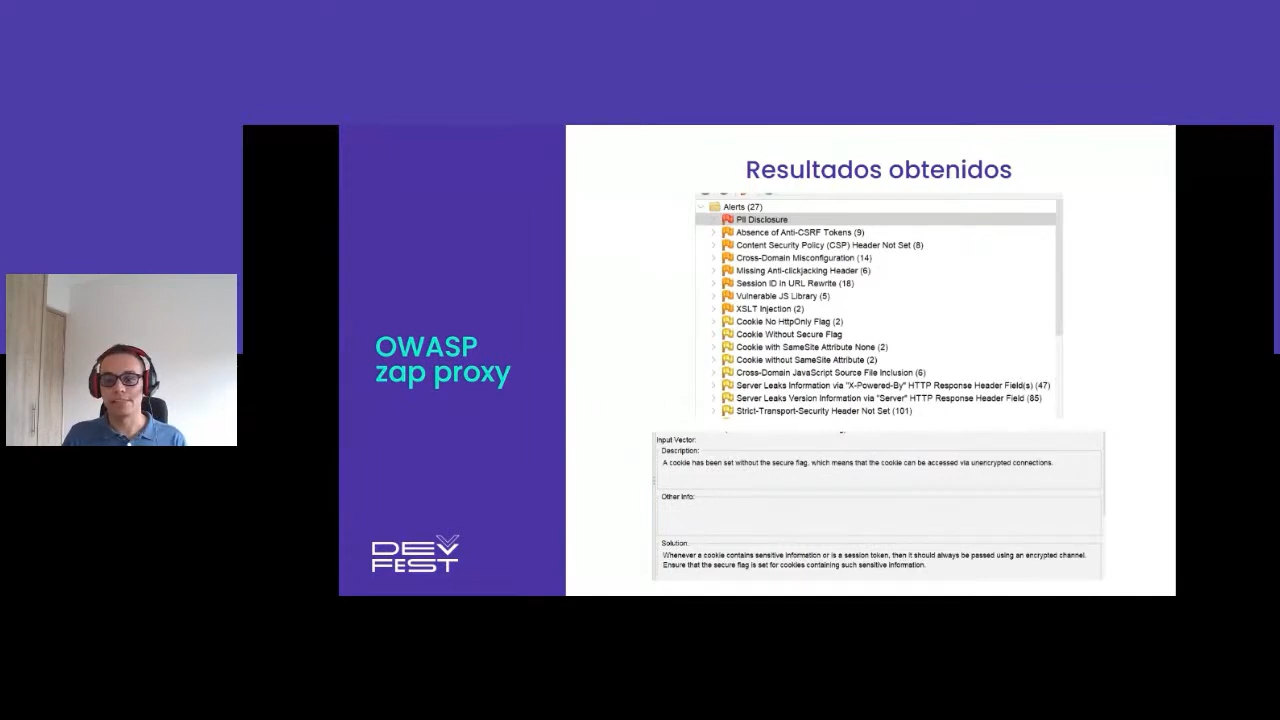 OWASP
zap proxy
DEV
FEST
Resultados obtenidos
Alerts (27)
PII Disclosure
Absence of Anti-CSRF Tokens (9)
Content Security Policy (CSP) Header Not Set (8)
Cross-Domain Misconfiguration (14)
Missing Anti-clickjacking Header (6)
Session ID in URL Rewrite (18)
Vulnerable JS Library (5)
XSLT Injection (2)
Cookie No HttpOnly Flag (2)
Cookie Without Secure Flag
Cookie with SameSite Attribute None (2)
Cookie without SameSite Attribute (2)
Cross-Domain JavaScript Source File Inclusion (6)
Server Leaks Information via "X-Powered-By" HTTP Response Header Field(s) (47)
Server Leaks Version Information via "Server" HTTP Response Header Field (85)
Strict-Transport-Security Header Not Set (101)
Input Vector:
Description:
A cookie has been set without the secure flag, which means that the cookie can be accessed via unencrypted connections.
Other Info:
Solution:
Whenever a cookie contains sensitive information or is a session token, then it should always be passed using an encrypted channel.
Ensure that the secure flag is set for cookies containing such sensitive information.